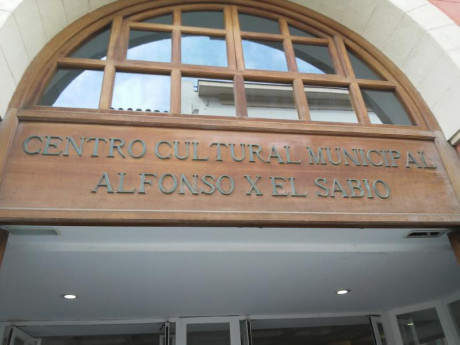 CENTRO CULTURAL MUNICIPAL
ALFONSO X EL SABIO